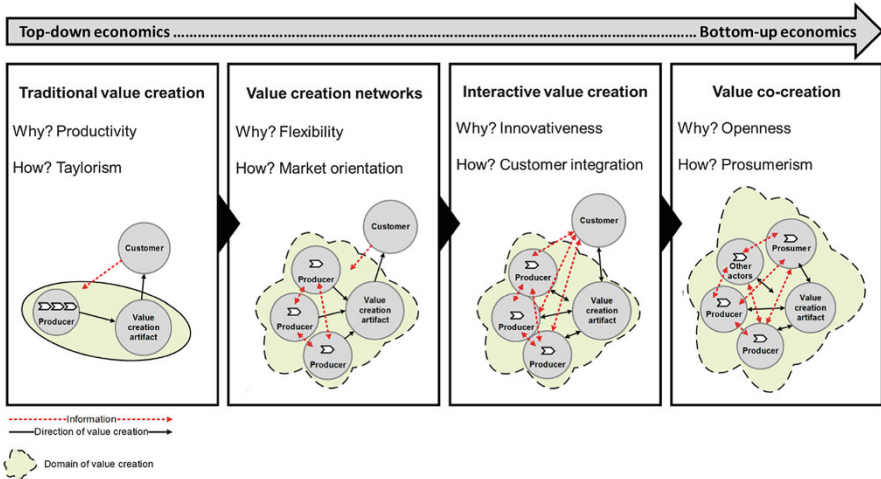 Top-down economics ................................................................................................................ Bottom-up economics
Traditional value creation
Why? Productivity
How? Taylorism
Customer
Producer
Value
creation
artifact
Value creation networks
Why? Flexibility
How? Market orientation
Customer
Producer
Producer
Value
creation
artifact
Producer
Interactive value creation
Why? Innovativeness
How? Customer integration
Customer
Producer
Producer
Value
creation
artifact
Producer
Value co-creation
Why? Openness
How? Prosumerism
Prosumer
Other
actors
Producer
Value
creation
artifact
Producer
Information
Direction of value creation
Domain of value creation